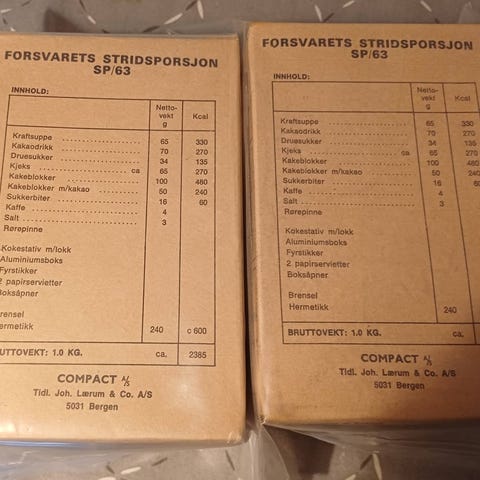 FORSVARETS STRIDSPORSJON
SP/63
INNHOLD:
Netto-
vekt
g
Kcal
Kraftsuppe 65 330
Kakaodrikk 70 270
Druesukker 34 135
Kjeks ca 65 270
Kakeblokker 100 480
Kakeblokker m/kakao 50 240
Sukkerbiter 16 60
Kaffe 4
Salt 3
Rørepinne
Kokestativ m/lokk
Aluminiumsboks
Fyrstikker
2 papirservietter
Boksåpner
Brensel
Hermetikk 240 c 600
BRUTTOVEKT: 1.0 KG. ca. 2385
COMPACT A/S
Tidl. Joh. Lærum & Co. A/S
5031 Bergen
FORSVARETS STRIDSPORSJON
SP/63
INNHOLD:
Netto-
vekt
g
Kcal
Kraftsuppe 65 330
Kakaodrikk 70 270
Druesukker 34 135
Kjeks ca 65 270
Kakeblokker 100 460
Kakeblokker m/kakao 50 240
Sukkerbiter 16 60
Kaffe 4
Salt 3
Rørepinne
Kokestativ m/lokk
Aluminiumsboks
Fyrstikker
2 papirservietter
Boksåpner
Brensel
Hermetikk 240
BRUTTOVEKT: 1.0 KG. ca.
COMPACT A/S
Tidl. Joh. Lærum & Co. A/S
5031 Bergen